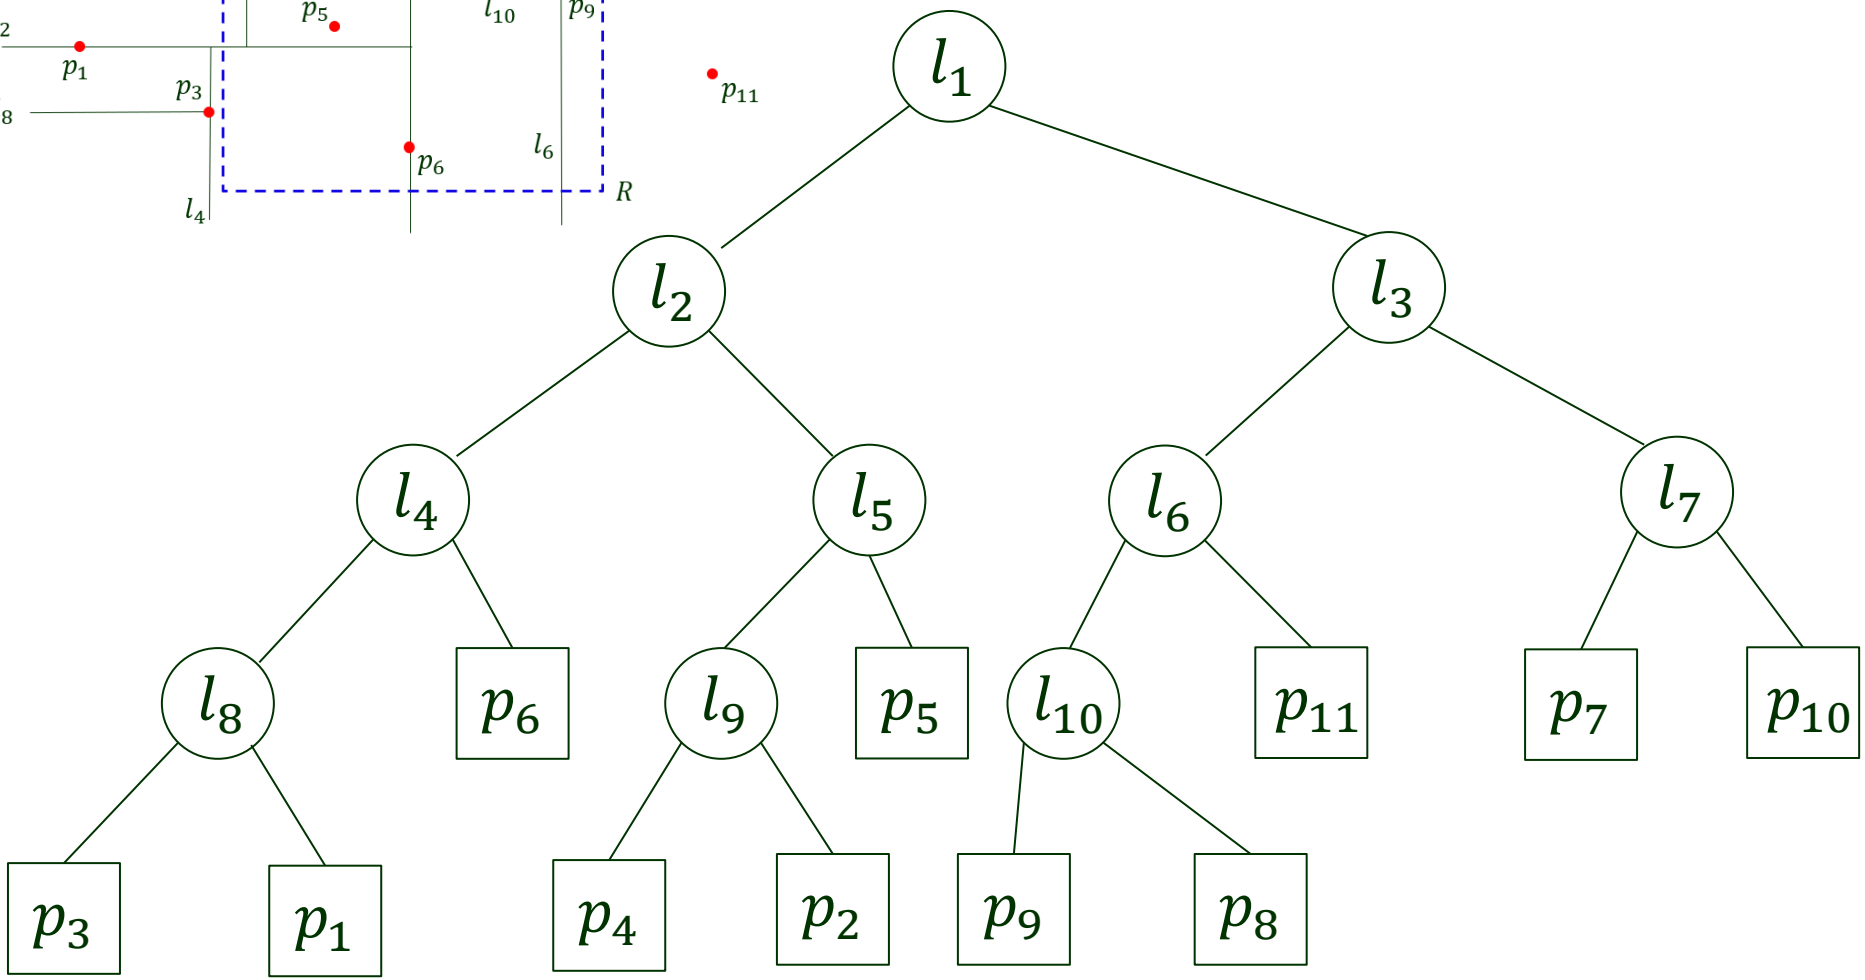 p₅
l₁₀
p₉
2
p₁
p₃
8
p₁₁
p₆
l₆
R
l₄
l₁
l₂
l₃
l₄
l₅
l₆
l₇
l₈
p₆
l₉
p₅
l₁₀
p₁₁
p₇
p₁₀
p₃
p₁
p₄
p₂
p₉
p₈